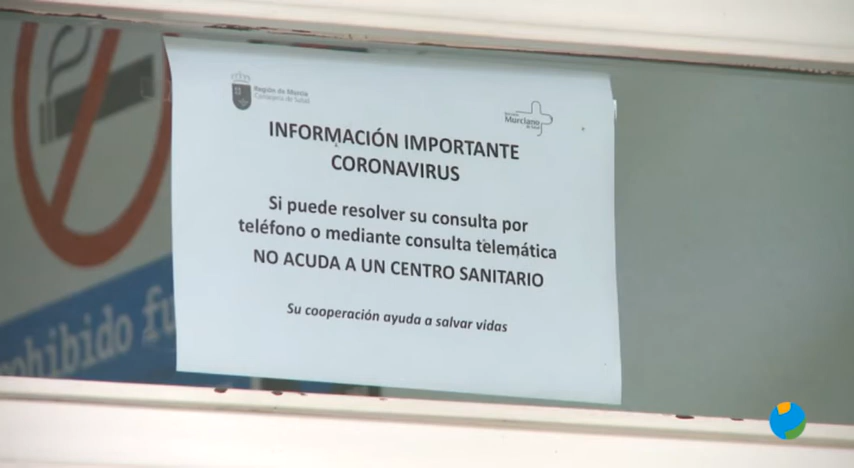 Región de Murcia
Consejería de Salud
Murciano
de Salud
INFORMACIÓN IMPORTANTE
CORONAVIRUS
Si puede resolver su consulta por
teléfono o mediante consulta telemática
NO ACUDA A UN CENTRO SANITARIO
Su cooperación ayuda a salvar vidas
ohibido fu